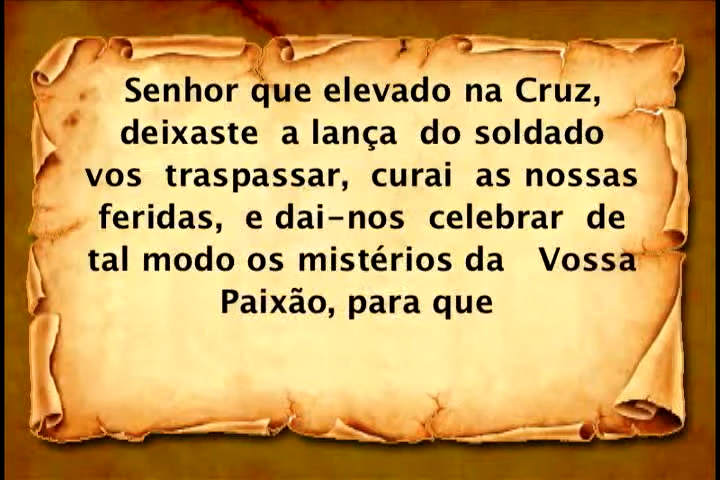 Senhor que elevado na Cruz,
deixaste a lança do soldado
vos traspassar, curai as nossas
feridas, e dai-nos celebrar de
tal modo os mistérios da Vossa
Paixão, para que